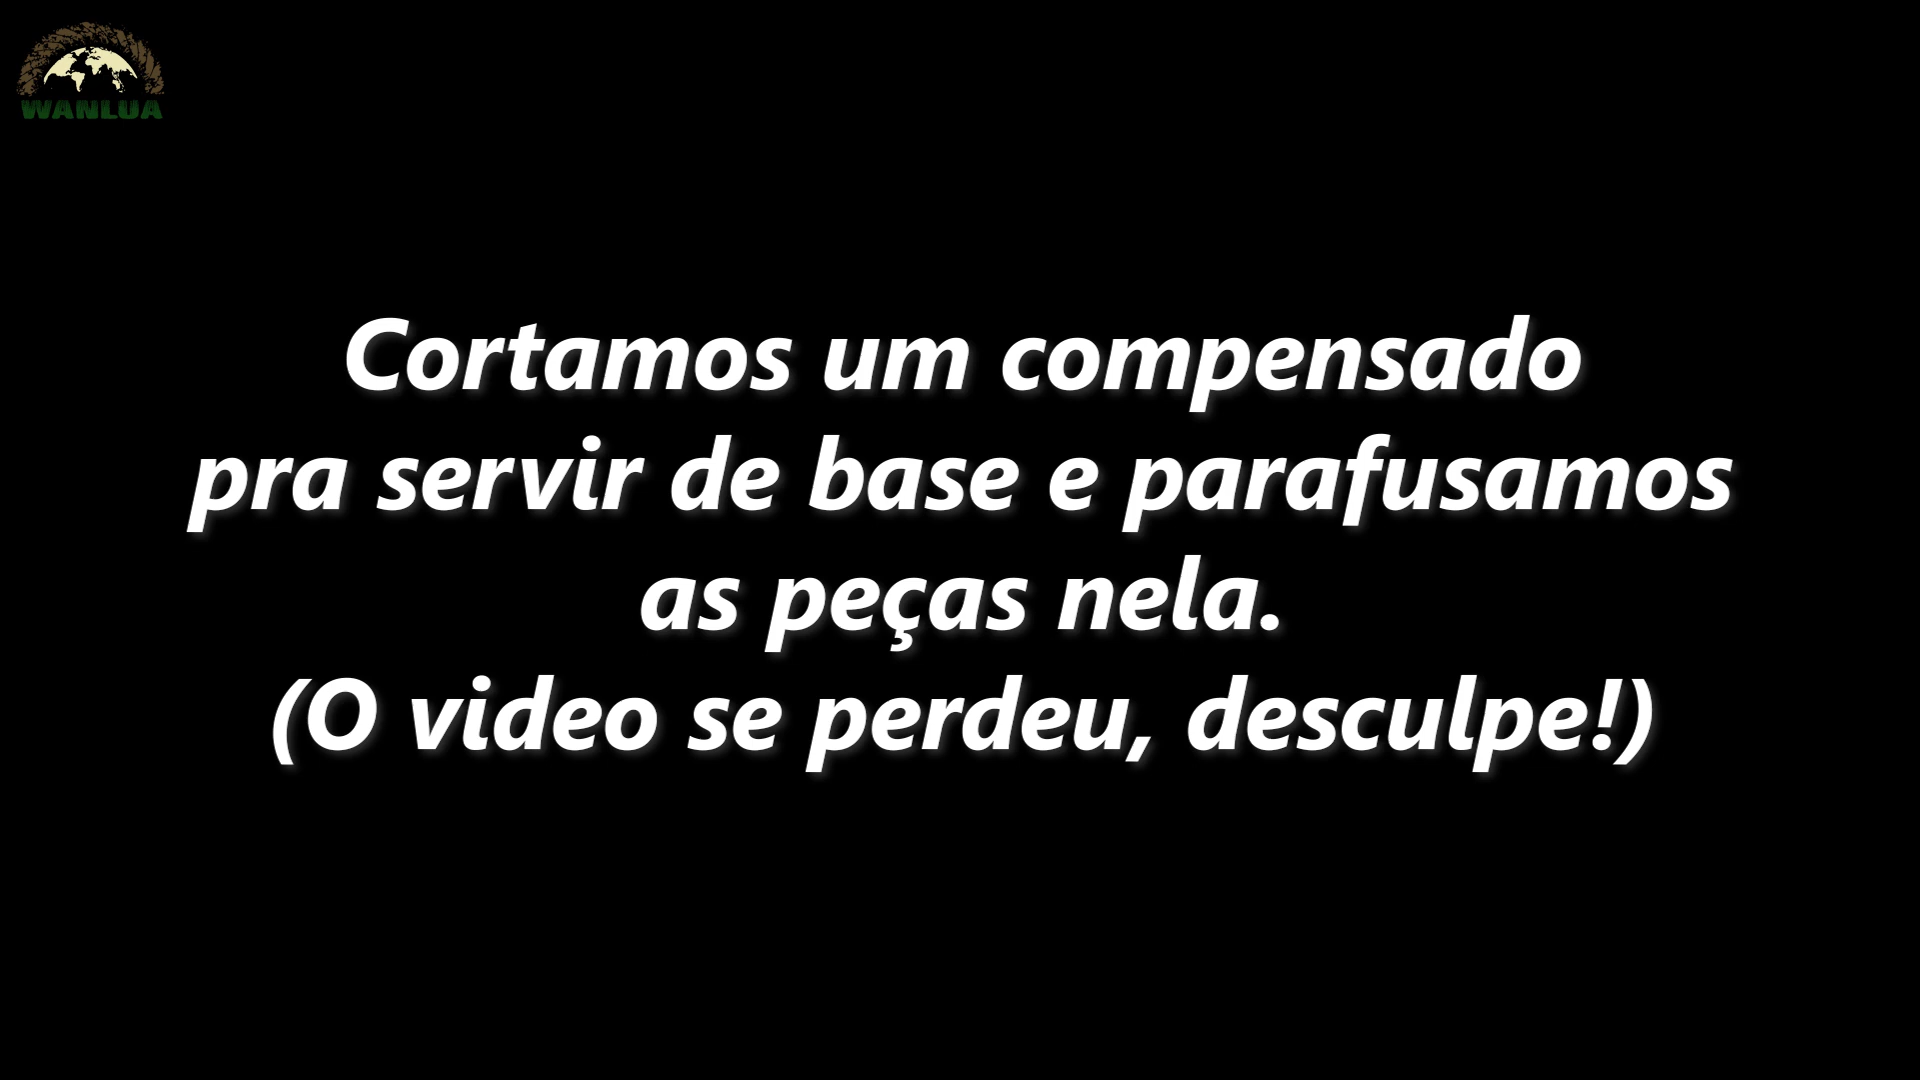 WANLUA
Cortamos um compensado
pra servir de base e parafusamos
as peças nela.
(O video se perdeu, desculpe!)